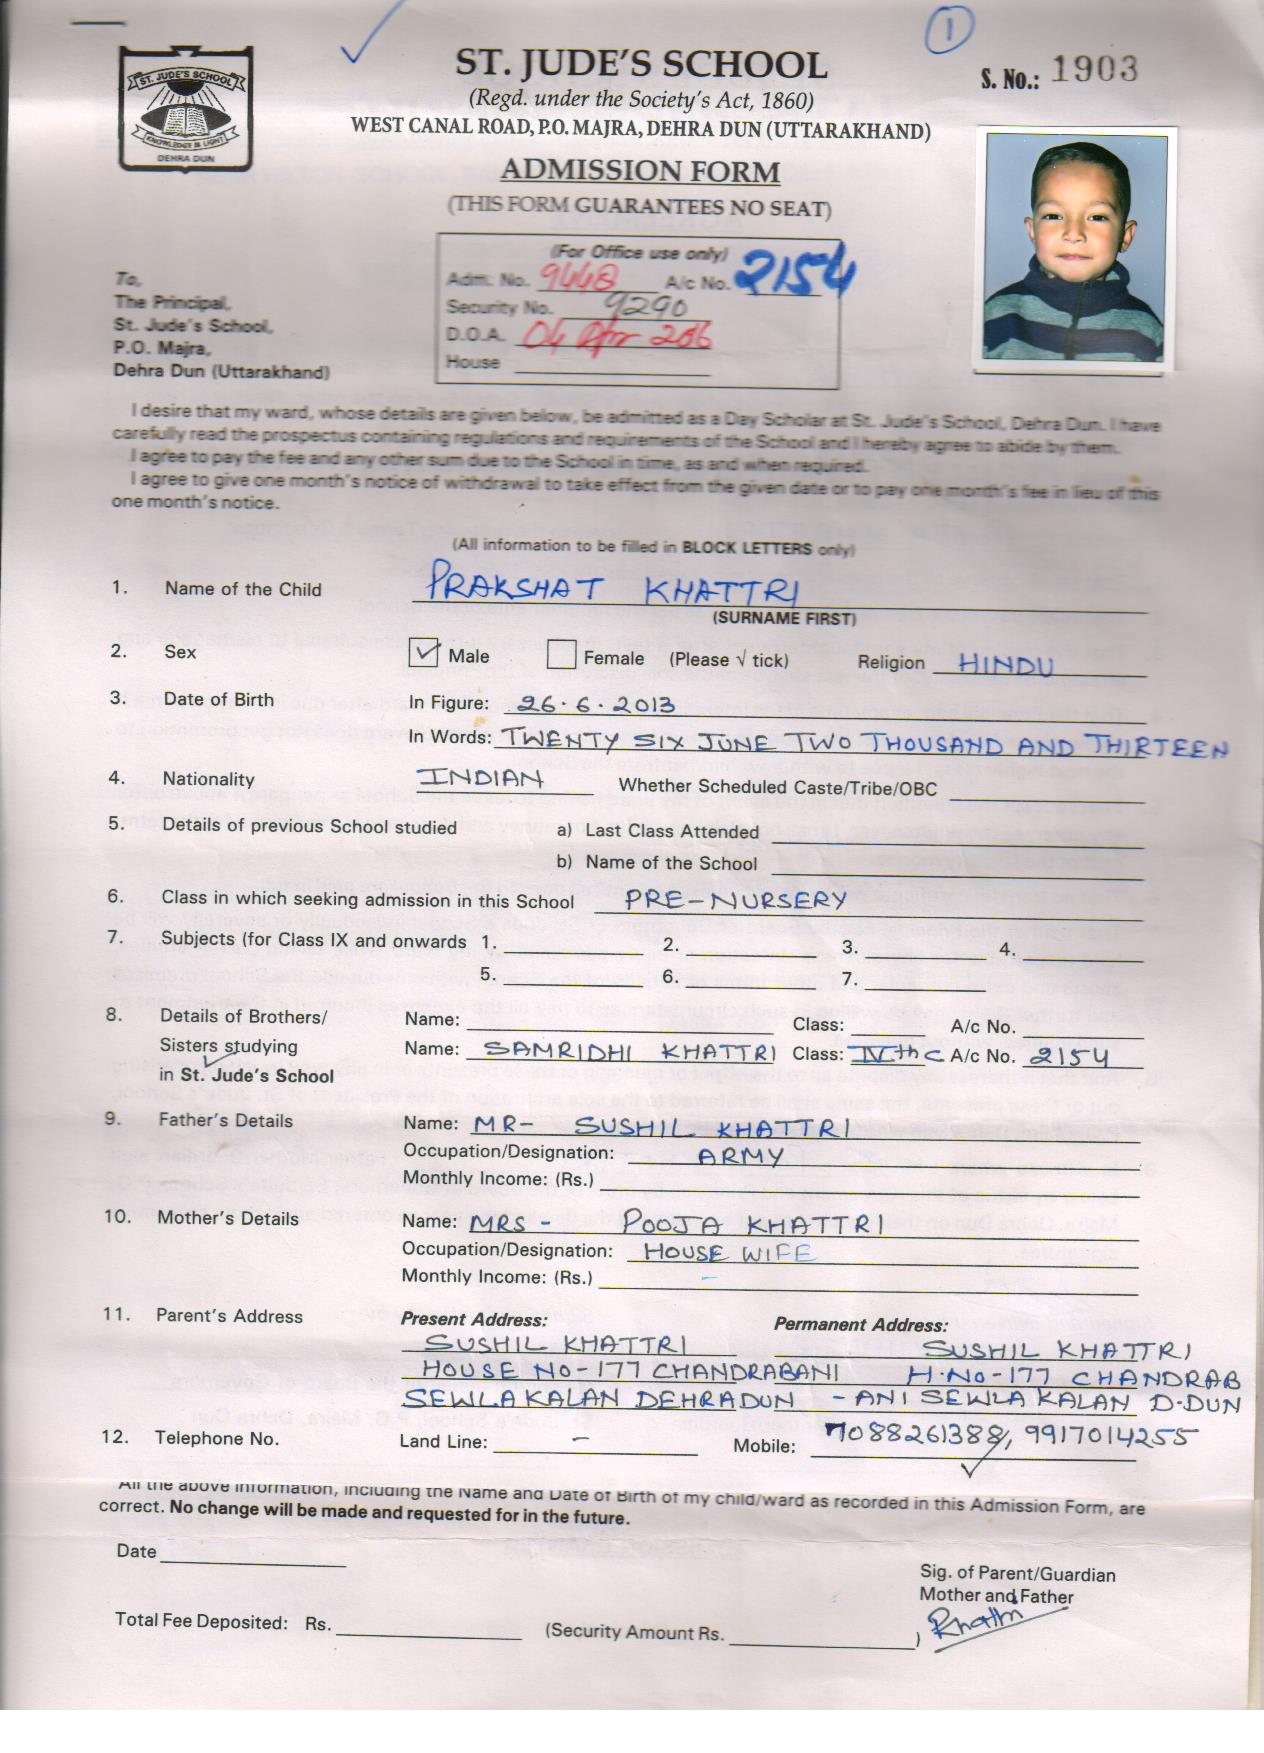 1
ST. JUDE'S SCHOOL
DEHRA DUN
ST. JUDE'S SCHOOL
(Regd. under the Society's Act, 1860)
WEST CANAL ROAD, P.O. MAJRA, DEHRA DUN (UTTARAKHAND)
S. No.: 1903
ADMISSION FORM
(THIS FORM GUARANTEES NO SEAT)
(For Office use only)
Adm. No. 9448 A/c No. 2154
Security No. 9290
D.O.A. 04 Apr 2016
House
To,
The Principal,
St. Jude's School,
P.O. Majra,
Dehra Dun (Uttarakhand)
I desire that my ward, whose details are given below, be admitted as a Day Scholar at St. Jude's School, Dehra Dun. I have
carefully read the prospectus containing regulations and requirements of the School and I hereby agree to abide by them.
I agree to pay the fee and any other sum due to the School in time, as and when required.
I agree to give one month's notice of withdrawal to take effect from the given date or to pay one month's fee in lieu of this
one month's notice.
(All information to be filled in BLOCK LETTERS only)
1. Name of the Child PRAKSHAT KHATTRI
(SURNAME FIRST)
2. Sex Male Female (Please √ tick) Religion HINDU
3. Date of Birth In Figure: 26.6.2013
In Words: TWENTY SIX JUNE TWO THOUSAND AND THIRTEEN
4. Nationality INDIAN Whether Scheduled Caste/Tribe/OBC
5. Details of previous School studied a) Last Class Attended
b) Name of the School
6. Class in which seeking admission in this School PRE-NURSERY
7. Subjects (for Class IX and onwards 1. 2. 3. 4.
5. 6. 7.
8. Details of Brothers/ Name: Class: A/c No.
Sisters studying Name: SAMRIDHI KHATTRI Class: IVth C A/c No. 2154
in St. Jude's School
9. Father's Details Name: MR- SUSHIL KHATTRI
Occupation/Designation: ARMY
Monthly Income: (Rs.)
10. Mother's Details Name: MRS - POOJA KHATTRI
Occupation/Designation: HOUSE WIFE
Monthly Income: (Rs.) -
11. Parent's Address Present Address: Permanent Address:
SUSHIL KHATTRI SUSHIL KHATTRI
HOUSE NO-177 CHANDRABANI H.NO-177 CHANDRAB
SEWLA KALAN DEHRADUN -ANI SEWLA KALAN D-DUN
12. Telephone No. Land Line: - Mobile: 7088261388, 9917014255
All the above information, including the Name and Date of Birth of my child/ward as recorded in this Admission Form, are
correct. No change will be made and requested for in the future.
Date
Sig. of Parent/Guardian
Mother and Father
Khattri
Total Fee Deposited: Rs. (Security Amount Rs. )